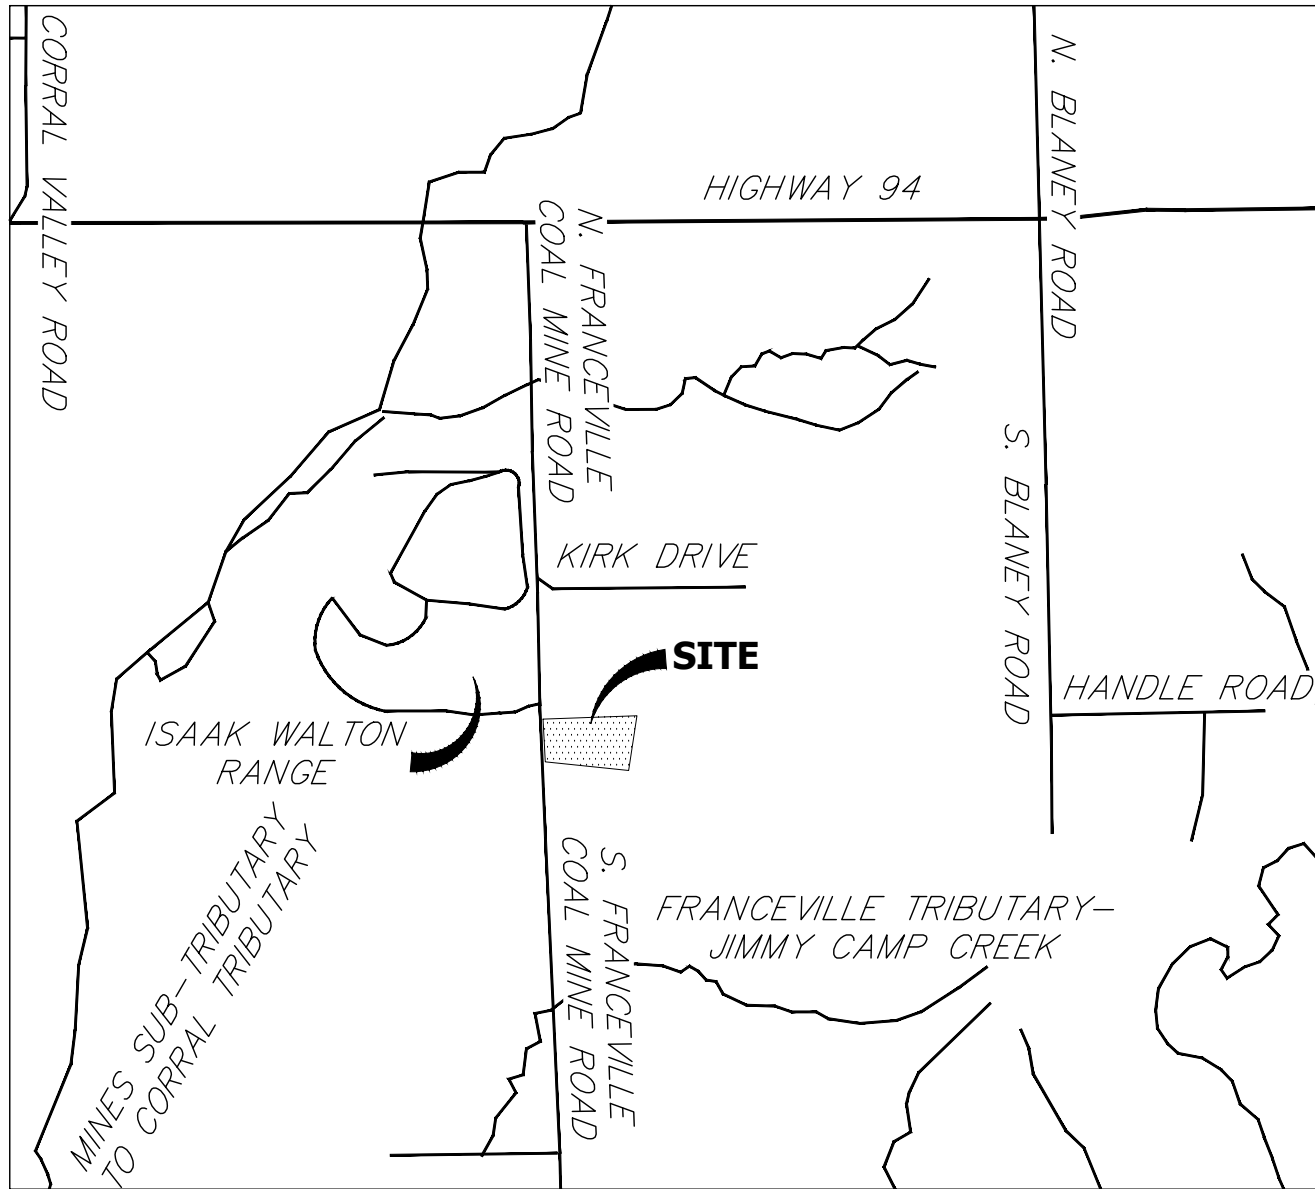 CORRAL VALLEY ROAD
N. BLANEY ROAD
HIGHWAY 94
N. FRANCEVILLE
COAL MINE ROAD
S. BLANEY ROAD
KIRK DRIVE
SITE
HANDLE ROAD
ISAAK WALTON
RANGE
MINES SUB-TRIBUTARY
TO CORRAL TRIBUTARY
S. FRANCEVILLE
COAL MINE ROAD
FRANCEVILLE TRIBUTARY-
JIMMY CAMP CREEK